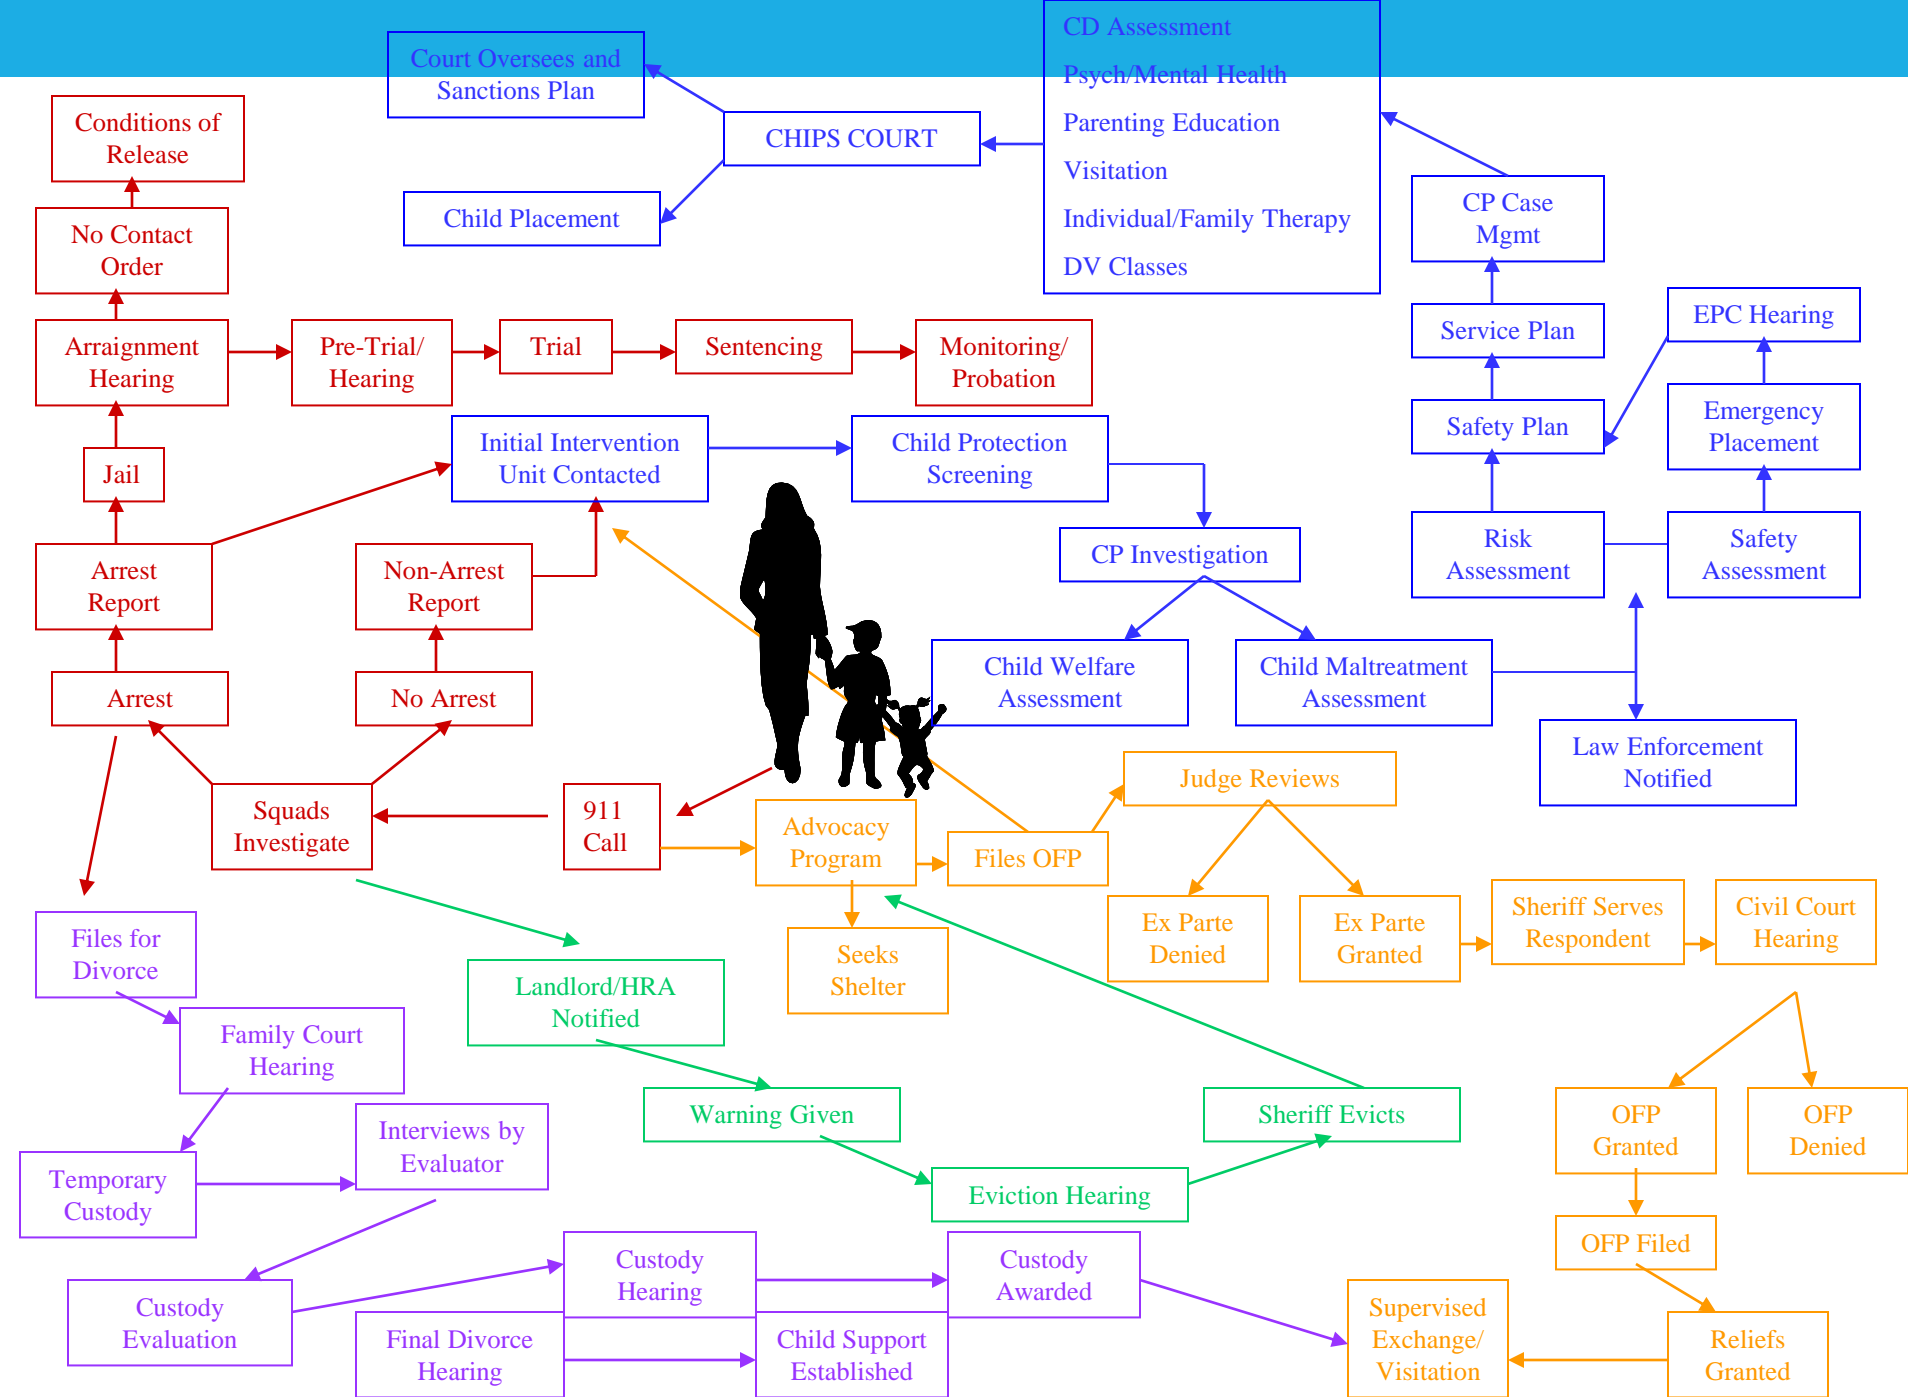 CD Assessment
Psych/Mental Health
Parenting Education
Visitation
Individual/Family Therapy
DV Classes
Court Oversees and
Sanctions Plan
CHIPS COURT
Child Placement
Conditions of
Release
No Contact
Order
CP Case
Mgmt
Service Plan
EPC Hearing
Arraignment
Hearing
Pre-Trial/
Hearing
Trial
Sentencing
Monitoring/
Probation
Safety Plan
Emergency
Placement
Initial Intervention
Unit Contacted
Child Protection
Screening
Jail
Arrest
Report
Non-Arrest
Report
CP Investigation
Risk
Assessment
Safety
Assessment
Arrest
No Arrest
Child Welfare
Assessment
Child Maltreatment
Assessment
Law Enforcement
Notified
Squads
Investigate
911
Call
Advocacy
Program
Files OFP
Judge Reviews
Files for
Divorce
Landlord/HRA
Notified
Seeks
Shelter
Ex Parte
Denied
Ex Parte
Granted
Sheriff Serves
Respondent
Civil Court
Hearing
Family Court
Hearing
Warning Given
Sheriff Evicts
OFP
Granted
OFP
Denied
Temporary
Custody
Interviews by
Evaluator
Eviction Hearing
OFP Filed
Custody
Evaluation
Custody
Hearing
Custody
Awarded
Final Divorce
Hearing
Child Support
Established
Supervised
Exchange/
Visitation
Reliefs
Granted